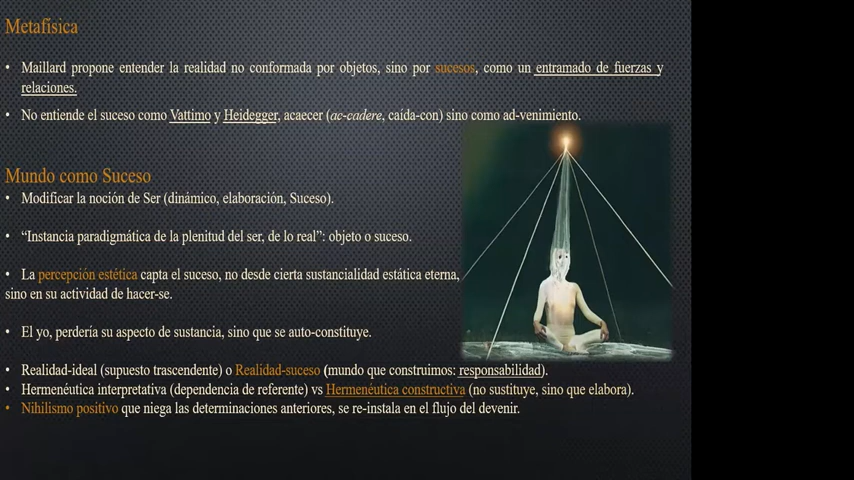 Metafísica
• Maillard propone entender la realidad no conformada por objetos, sino por sucesos, como un entramado de fuerzas y
relaciones.
• No entiende el suceso como Vattimo y Heidegger, acaecer (ac-cadere, caída-con) sino como ad-venimiento.
Mundo como Suceso
• Modificar la noción de Ser (dinámico, elaboración, Suceso).
• “Instancia paradigmática de la plenitud del ser, de lo real”: objeto o suceso.
• La percepción estética capta el suceso, no desde cierta sustancialidad estática eterna,
sino en su actividad de hacer-se.
• El yo, perdería su aspecto de sustancia, sino que se auto-constituye.
• Realidad-ideal (supuesto trascendente) o Realidad-suceso (mundo que construimos: responsabilidad).
• Hermenéutica interpretativa (dependencia de referente) vs Hermenéutica constructiva (no sustituye, sino que elabora).
• Nihilismo positivo que niega las determinaciones anteriores, se re-instala en el flujo del devenir.